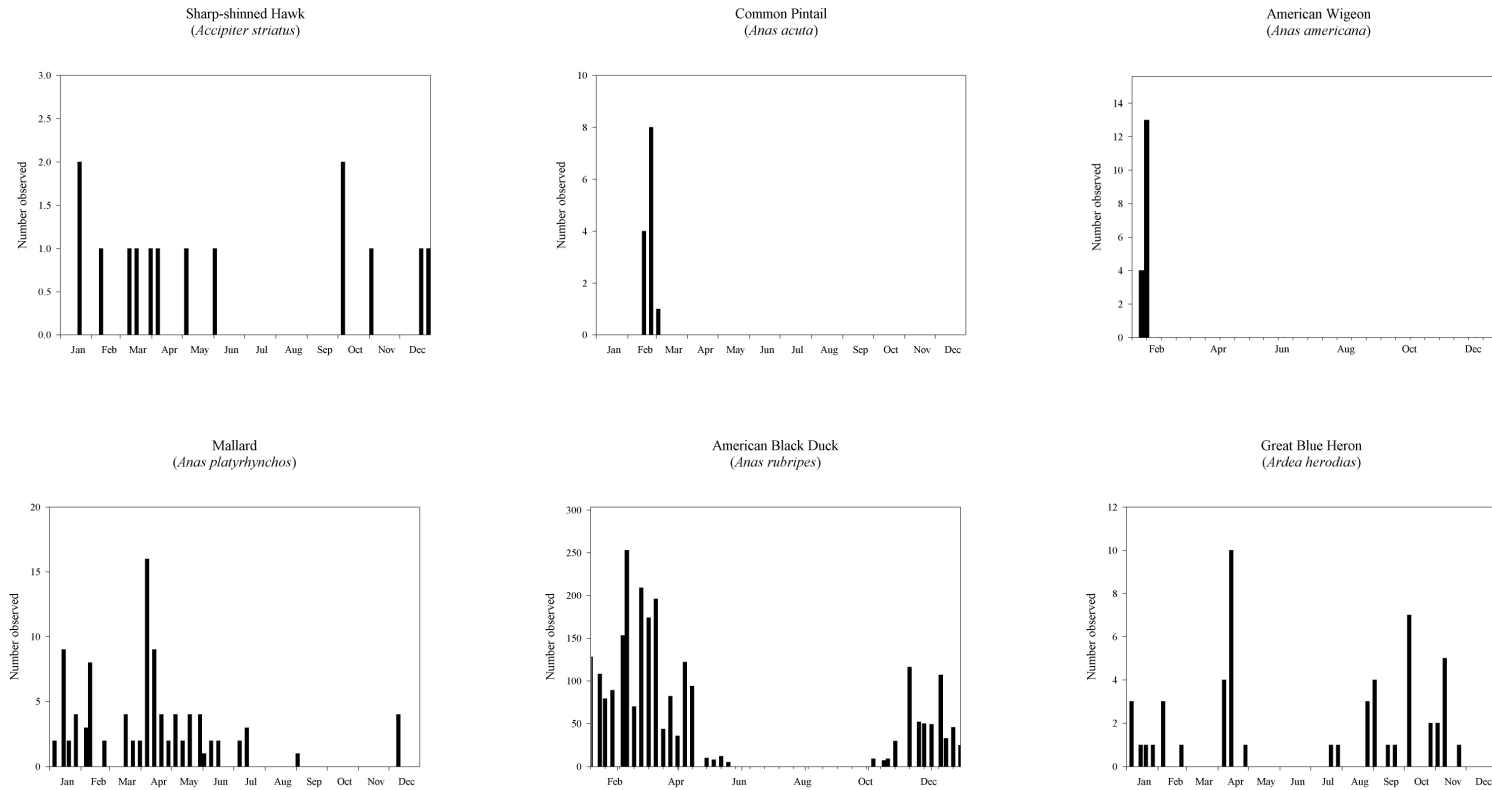 Sharp-shinned Hawk
(Accipiter striatus)
Number observed
3.0
2.5
2.0
1.5
1.0
0.5
0.0
Jan Feb Mar Apr May Jun Jul Aug Sep Oct Nov Dec
Common Pintail
(Anas acuta)
Number observed
10
8
6
4
2
0
Jan Feb Mar Apr May Jun Jul Aug Sep Oct Nov Dec
American Wigeon
(Anas americana)
Number observed
14
12
10
8
6
4
2
0
Feb Apr Jun Aug Oct Dec
Mallard
(Anas platyrhynchos)
Number observed
20
15
10
5
0
Jan Feb Mar Apr May Jun Jul Aug Sep Oct Nov Dec
American Black Duck
(Anas rubripes)
Number observed
300
250
200
150
100
50
0
Feb Apr Jun Aug Oct Dec
Great Blue Heron
(Ardea herodias)
Number observed
12
10
8
6
4
2
0
Jan Feb Mar Apr May Jun Jul Aug Sep Oct Nov Dec